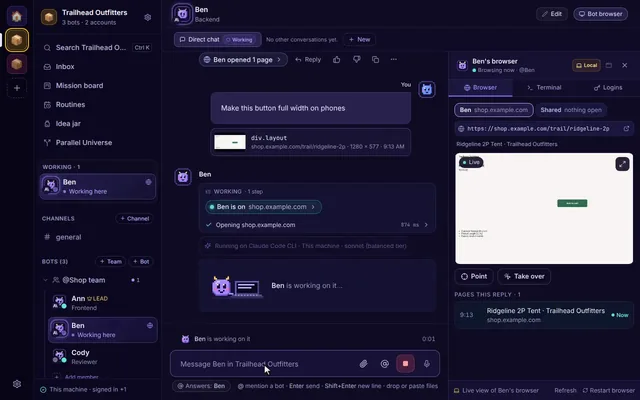 Trailhead Outfitters
3 bots · 2 accounts
Search Trailhead O... Ctrl K
Inbox
Mission board
Routines
Idea jar
Parallel Universe
WORKING · 1
Ben
Working here
CHANNELS
+ Channel
# general
BOTS (3)
+ Team
+ Bot
@Shop team
1
Ann LEAD
Frontend
Ben
Working here
Cody
Reviewer
Add member
This machine · signed in · +1
Ben
Backend
Edit
Bot browser
Direct chat
Working
No other conversations yet.
+ New
Ben opened 1 page >
Reply
You
Make this button full width on phones
div.layout
shop.example.com/trail/ridgeline-2p · 1280 × 577 · 9:13 AM
Ben
WORKING · 1 step
Ben is on shop.example.com >
Opening shop.example.com
874 ms >
Running on Claude Code CLI · This machine · sonnet (balanced tier)
Ben is working on it...
Ben is working on it
0:01
Message Ben in Trailhead Outfitters
@ Answers: Ben
@ mention a bot · Enter send · Shift+Enter new line · drop or paste files
Ben's browser
Browsing now · @Ben
Local
Browser
Terminal
Logins
Ben shop.example.com
Shared nothing open
https://shop.example.com/trail/ridgeline-2p
Ridgeline 2P Tent · Trailhead Outfitters
Live
Point
Take over
PAGES THIS REPLY · 1
9:13
Ridgeline 2P Tent · Trailhead Outfitters
shop.example.com
Now
Live view of Ben's browser
Refresh
Restart browser